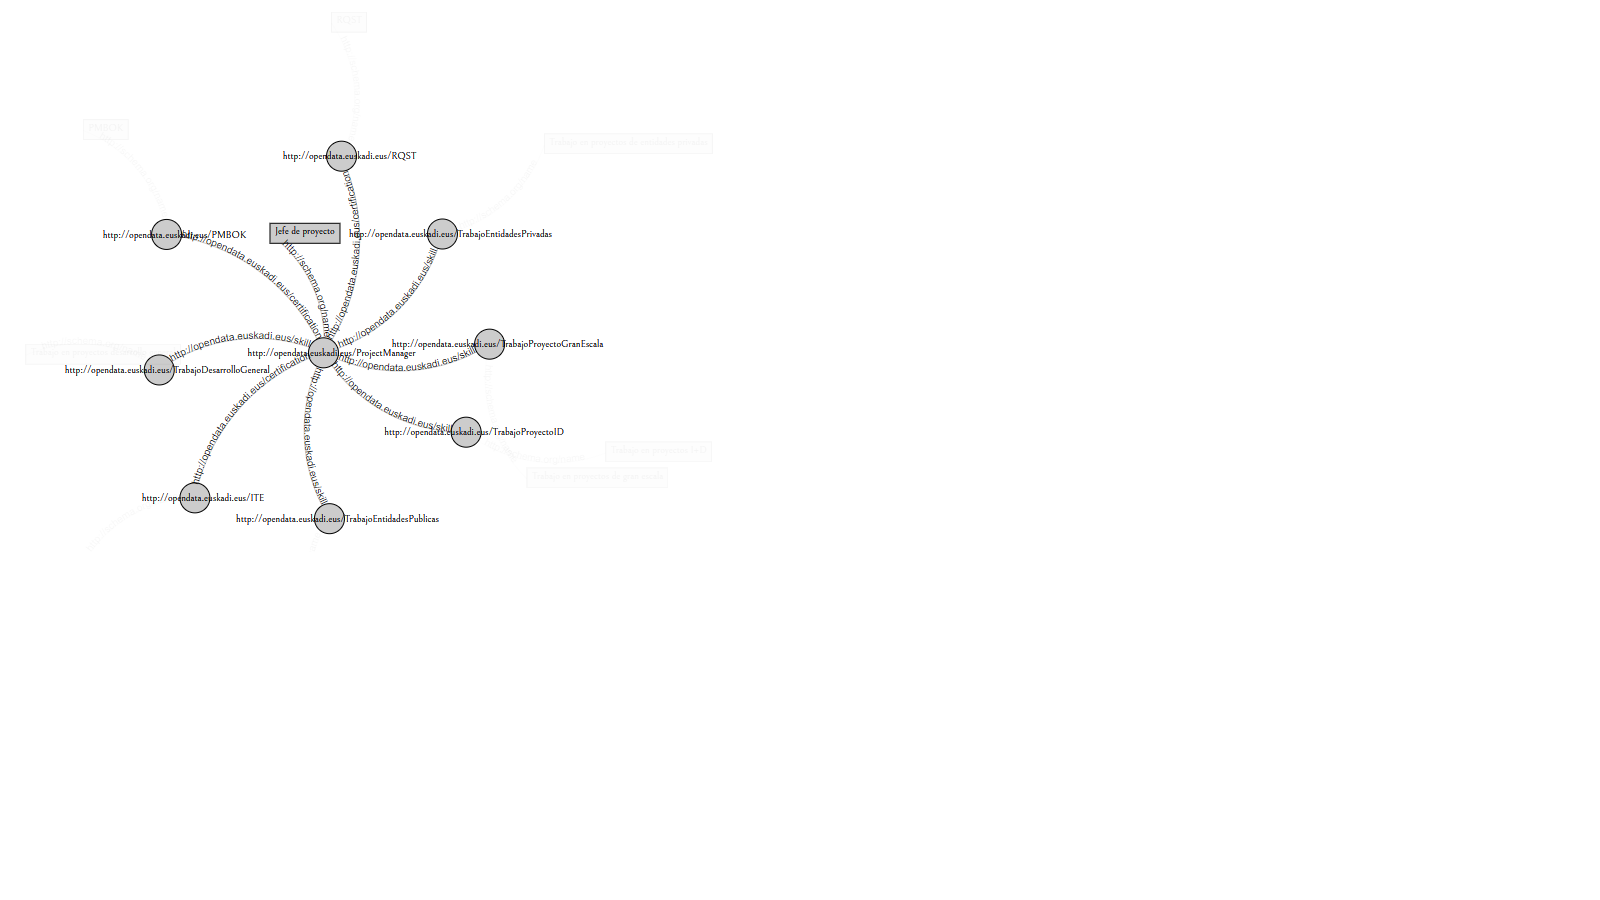 RQST
PMBOK
Trabajo en proyectos de entidades privadas
http://opendata.euskadi.eus/RQST
http://opendata.euskadi.eus/certification
http://opendata.euskadi.eus/PMBOK
http://opendata.euskadi.eus/certification
Jefe de proyecto
http://schema.org/name
http://opendata.euskadi.eus/TrabajoEntidadesPrivadas
http://opendata.euskadi.eus/skill
http://opendata.euskadi.eus/skill
http://opendata.euskadi.eus/ProjectManager
http://opendata.euskadi.eus/TrabajoProyectoGranEscala
http://opendata.euskadi.eus/skill
http://opendata.euskadi.eus/TrabajoDesarrolloGeneral
http://opendata.euskadi.eus/certification
http://opendata.euskadi.eus/skill
http://opendata.euskadi.eus/TrabajoProyectoID
Trabajo en proyectos I+D
Trabajo en proyectos de gran escala
http://opendata.euskadi.eus/skill
http://opendata.euskadi.eus/ITE
http://opendata.euskadi.eus/TrabajoEntidadesPublicas